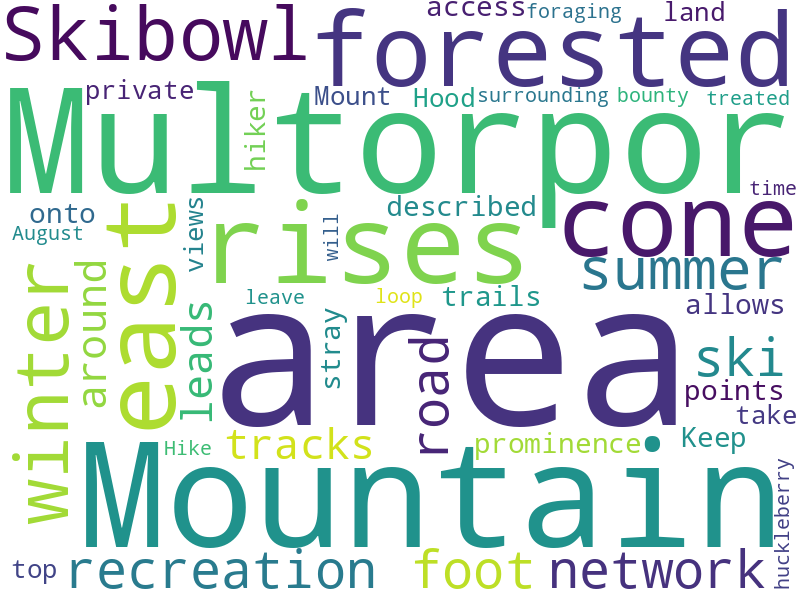 Skibowl
access
foraging
land
forested
private
Mount
Hood
surrounding
bounty
treated
hiker
Multorpor
time
onto
August
east
views
rises
will
described
cone
summer
winter
around
leads
leave
loop
trails
allows
area
stray
road
ski
points
take
Hike
tracks
prominence
Keep
Mountain
huckleberry
top
recreation
foot
network